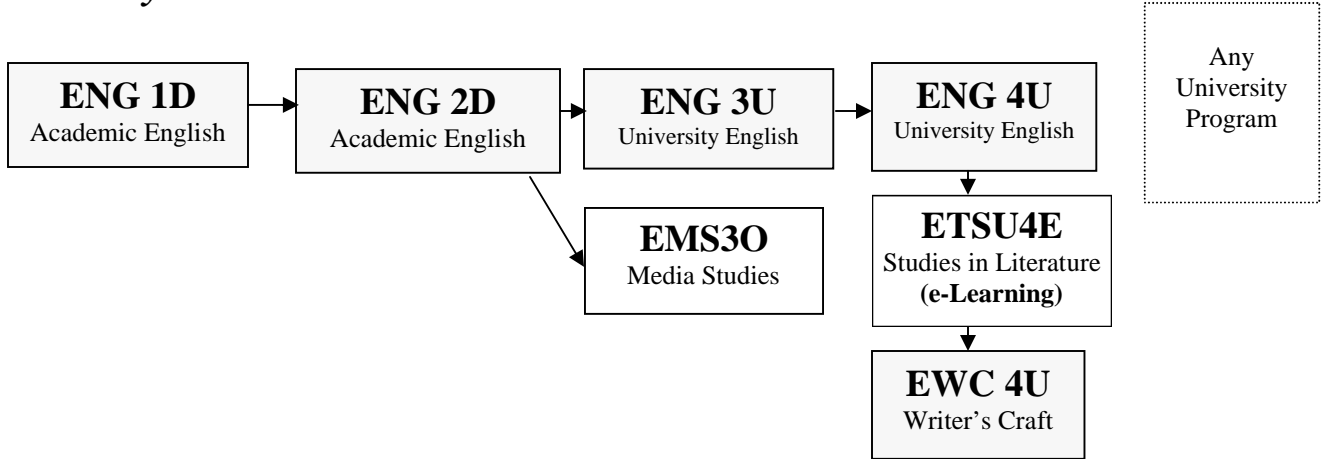 ENG 1D
Academic English
ENG 2D
Academic English
ENG 3U
University English
ENG 4U
University English
Any
University
Program
EMS3O
Media Studies
ETSU4E
Studies in Literature
(e-Learning)
EWC 4U
Writer’s Craft